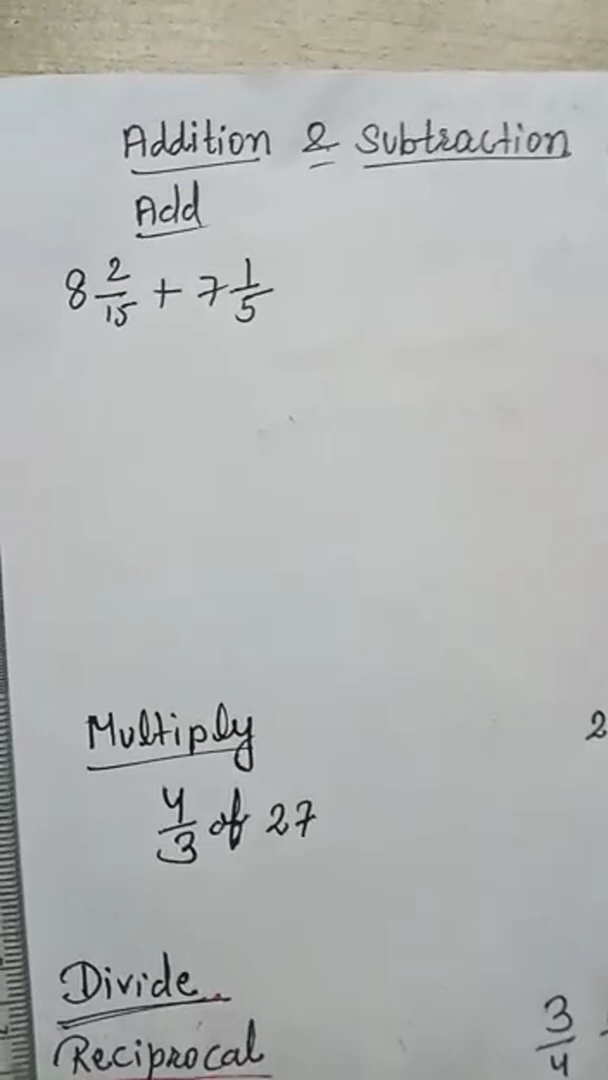 Addition & Subtraction
Add
8 2/15 + 7 1/5
Multiply
2
4/3 of 27
Divide
Reciprocal
3/4